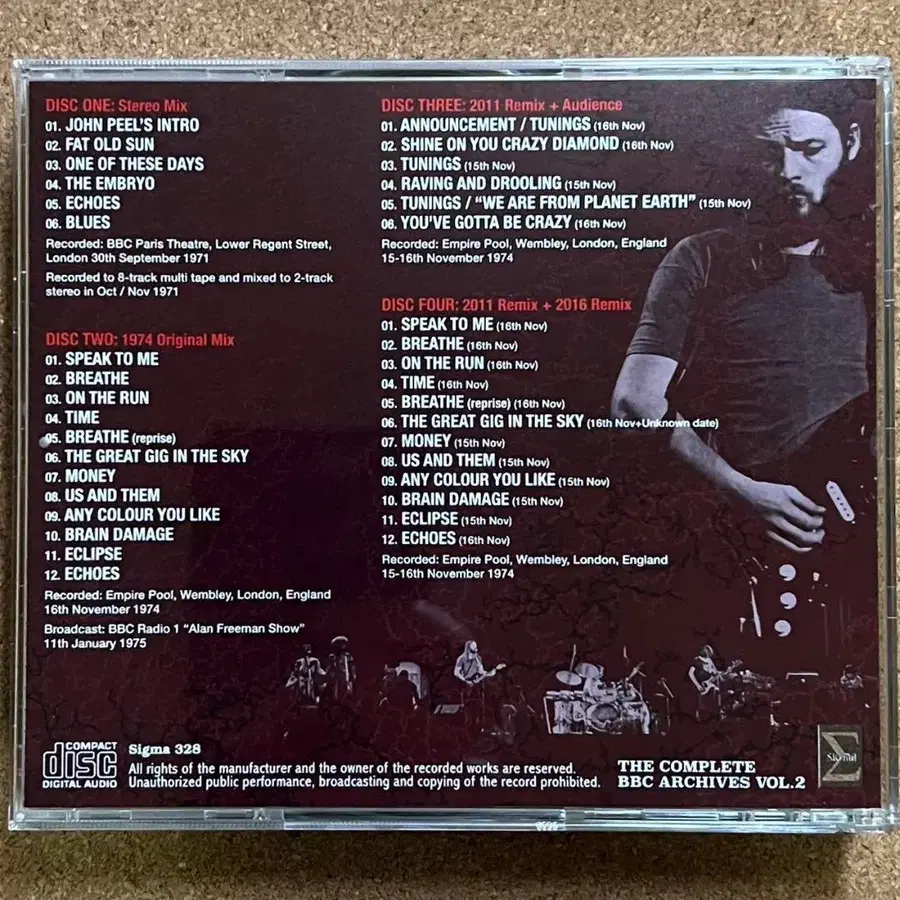 DISC ONE: Stereo Mix
01. JOHN PEEL'S INTRO
02. FAT OLD SUN
03. ONE OF THESE DAYS
04. THE EMBRYO
05. ECHOES
06. BLUES
Recorded: BBC Paris Theatre, Lower Regent Street,
London 30th September 1971
Recorded to 8-track multi tape and mixed to 2-track
stereo in Oct / Nov 1971
DISC TWO: 1974 Original Mix
01. SPEAK TO ME
02. BREATHE
03. ON THE RUN
04. TIME
05. BREATHE (reprise)
06. THE GREAT GIG IN THE SKY
07. MONEY
08. US AND THEM
09. ANY COLOUR YOU LIKE
10. BRAIN DAMAGE
11. ECLIPSE
12. ECHOES
Recorded: Empire Pool, Wembley, London, England
16th November 1974
Broadcast: BBC Radio 1 "Alan Freeman Show"
11th January 1975
DISC THREE: 2011 Remix + Audience
01. ANNOUNCEMENT / TUNINGS (16th Nov)
02. SHINE ON YOU CRAZY DIAMOND (16th Nov)
03. TUNINGS (15th Nov)
04. RAVING AND DROOLING (15th Nov)
05. TUNINGS / "WE ARE FROM PLANET EARTH" (15th Nov)
06. YOU'VE GOTTA BE CRAZY (16th Nov)
Recorded: Empire Pool, Wembley, London, England
15-16th November 1974
DISC FOUR: 2011 Remix + 2016 Remix
01. SPEAK TO ME (16th Nov)
02. BREATHE (16th Nov)
03. ON THE RUN (16th Nov)
04. TIME (16th Nov)
05. BREATHE (reprise) (16th Nov)
06. THE GREAT GIG IN THE SKY (16th Nov+Unknown date)
07. MONEY (15th Nov)
08. US AND THEM (15th Nov)
09. ANY COLOUR YOU LIKE (15th Nov)
10. BRAIN DAMAGE (15th Nov)
11. ECLIPSE (15th Nov)
12. ECHOES (16th Nov)
Recorded: Empire Pool, Wembley, London, England
15-16th November 1974
COMPACT
disc
DIGITAL AUDIO
Sigma 328
All rights of the manufacturer and the owner of the recorded works are reserved.
Unauthorized public performance, broadcasting and copying of the record prohibited.
THE COMPLETE
BBC ARCHIVES VOL.2
Sigma